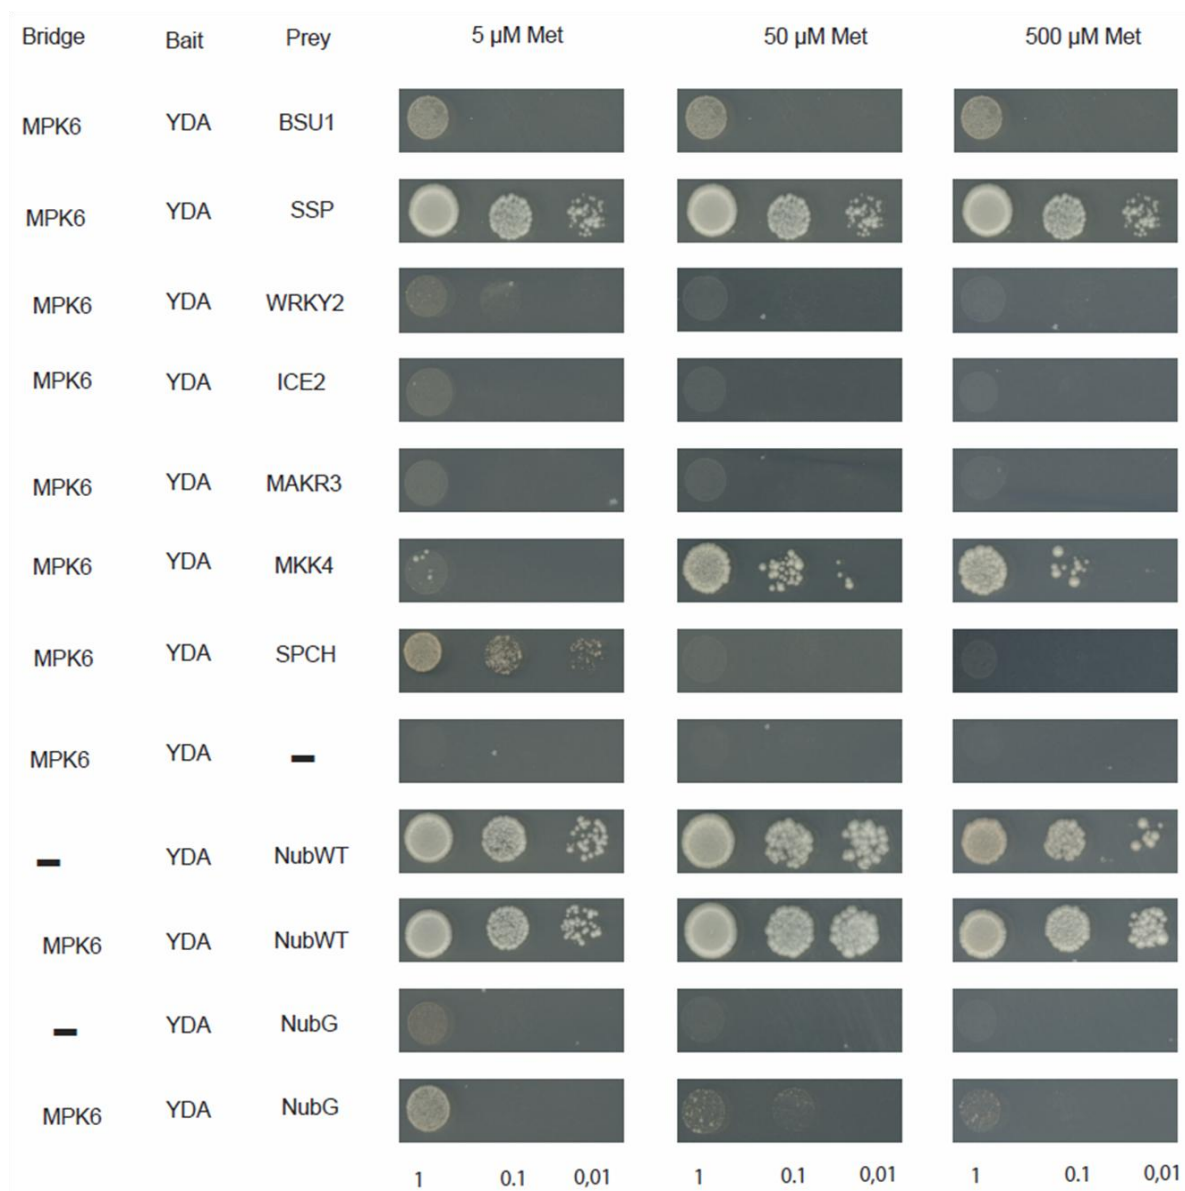 Bridge Bait Prey 5 µM Met 50 µM Met 500 µM Met
MPK6 YDA BSU1
MPK6 YDA SSP
MPK6 YDA WRKY2
MPK6 YDA ICE2
MPK6 YDA MAKR3
MPK6 YDA MKK4
MPK6 YDA SPCH
MPK6 YDA –
– YDA NubWT
MPK6 YDA NubWT
– YDA NubG
MPK6 YDA NubG
1 0.1 0,01 1 0.1 0,01 1 0.1 0,01